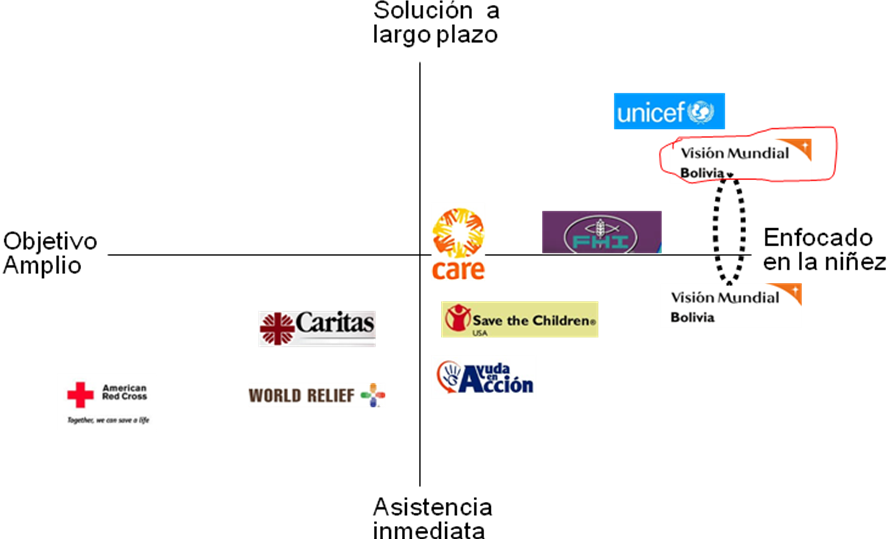 Solución a
largo plazo
unicef
Visión Mundial
Bolivia
FHI
Objetivo
Amplio
care
Enfocado
en la niñez
Visión Mundial
Bolivia
Caritas
Save the Children®
USA
American
Red Cross
Together, we can save a life
WORLD RELIEF
Ayuda
en
Acción
Asistencia
inmediata